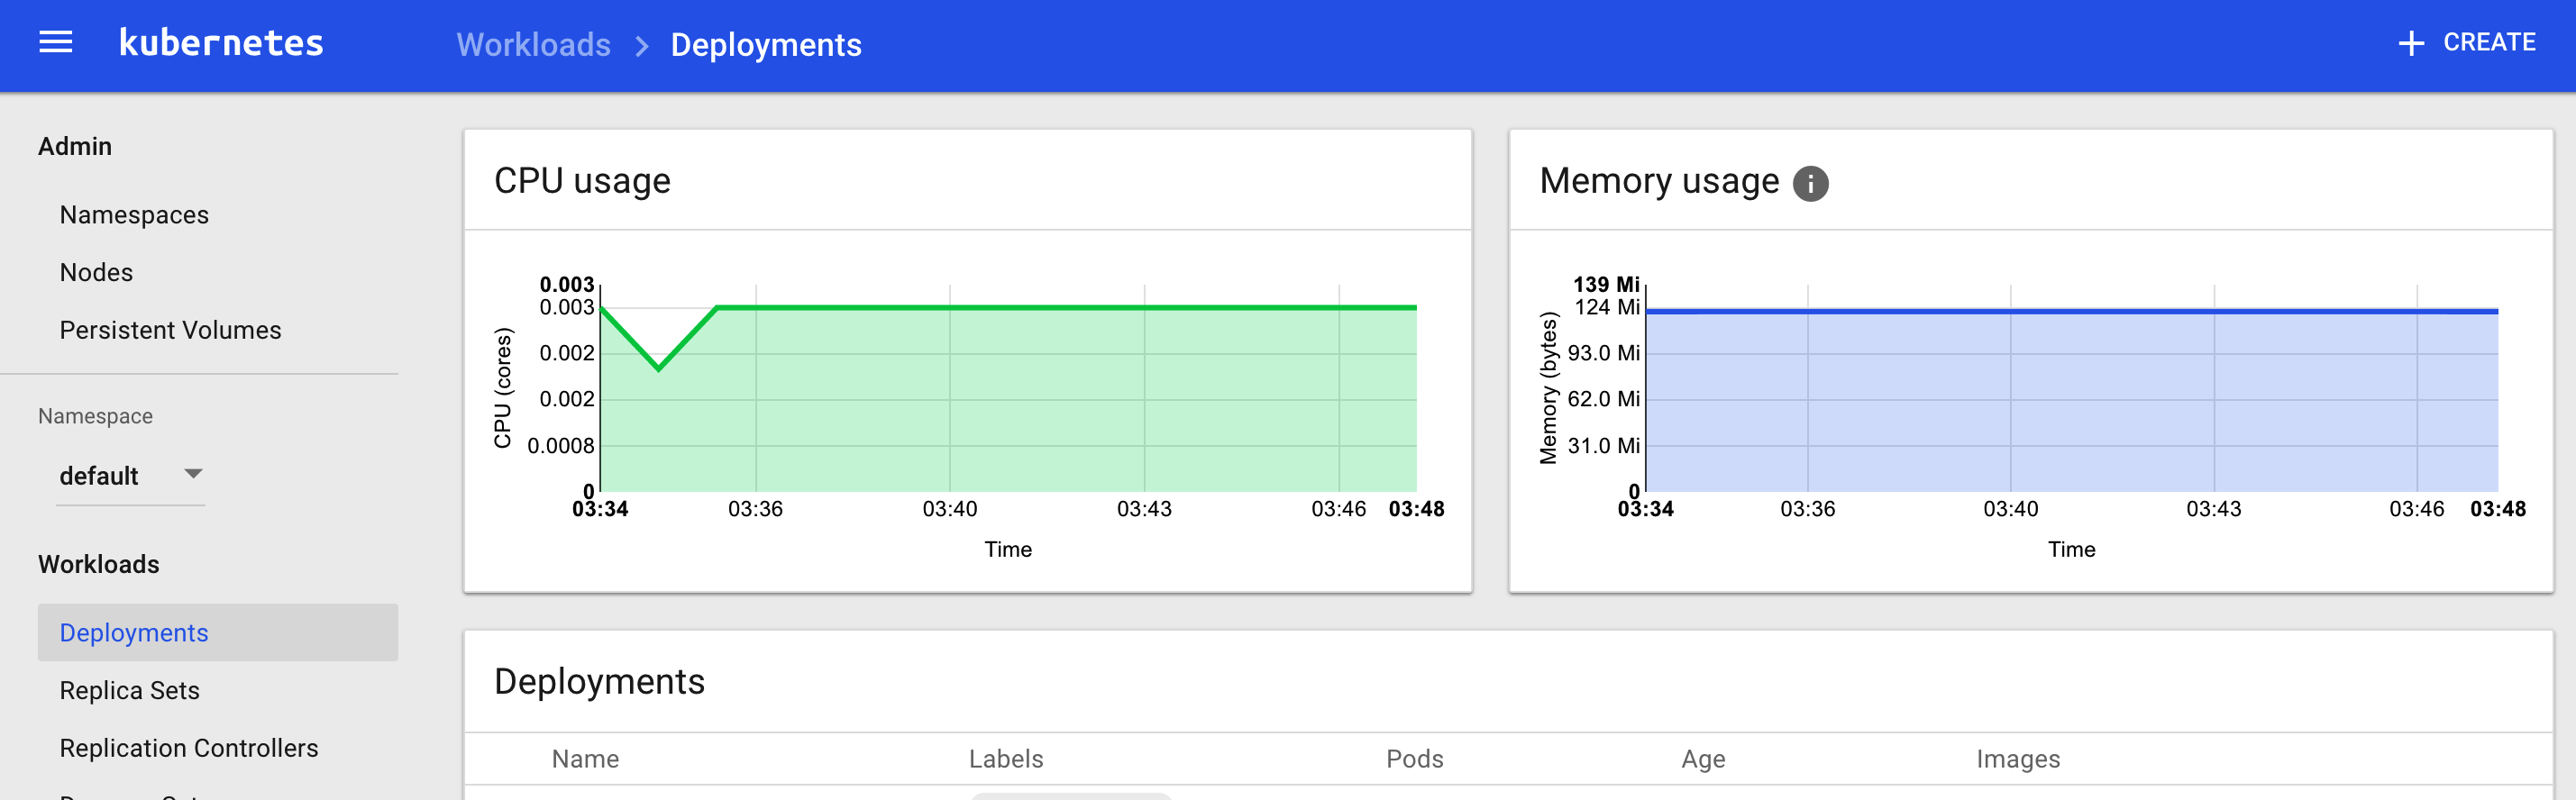 kubernetes
Workloads > Deployments
+ CREATE
Admin
Namespaces
Nodes
Persistent Volumes
Namespace
default
Workloads
Deployments
Replica Sets
Replication Controllers
CPU usage
CPU (cores)
0.003
0.003
0.002
0.002
0.0008
0
03:34 03:36 03:40 03:43 03:46 03:48
Time
Memory usage
Memory (bytes)
139 Mi
124 Mi
93.0 Mi
62.0 Mi
31.0 Mi
0
03:34 03:36 03:40 03:43 03:46 03:48
Time
Deployments
Name Labels Pods Age Images